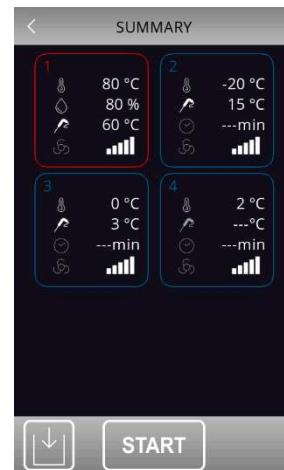 SUMMARY
1
80 °C
80 %
60 °C
2
-20 °C
15 °C
---min
3
0 °C
3 °C
---min
4
2 °C
---°C
---min
START